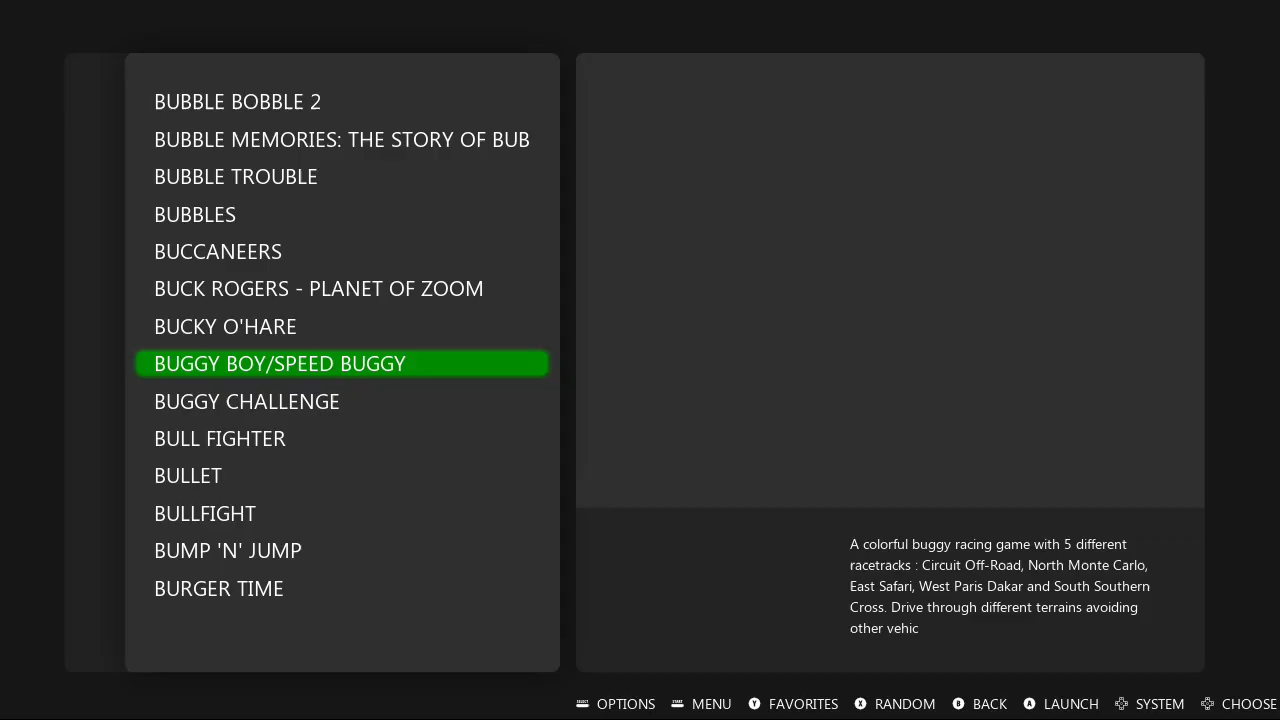 BUBBLE BOBBLE 2
BUBBLE MEMORIES: THE STORY OF BUB
BUBBLE TROUBLE
BUBBLES
BUCCANEERS
BUCK ROGERS - PLANET OF ZOOM
BUCKY O'HARE
BUGGY BOY/SPEED BUGGY
BUGGY CHALLENGE
BULL FIGHTER
BULLET
BULLFIGHT
BUMP 'N' JUMP
BURGER TIME
A colorful buggy racing game with 5 different
racetracks : Circuit Off-Road, North Monte Carlo,
East Safari, West Paris Dakar and South Southern
Cross. Drive through different terrains avoiding
other vehic
SELECT OPTIONS START MENU Y FAVORITES X RANDOM B BACK A LAUNCH SYSTEM CHOOSE